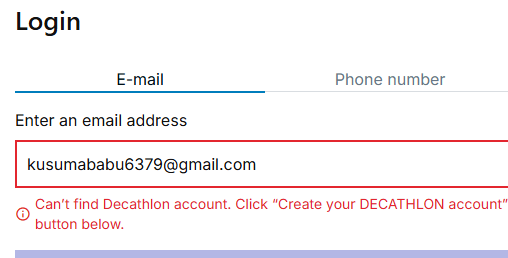 Login
E-mail Phone number
Enter an email address
kusumababu6379@gmail.com
Can’t find Decathlon account. Click “Create your DECATHLON account”
button below.